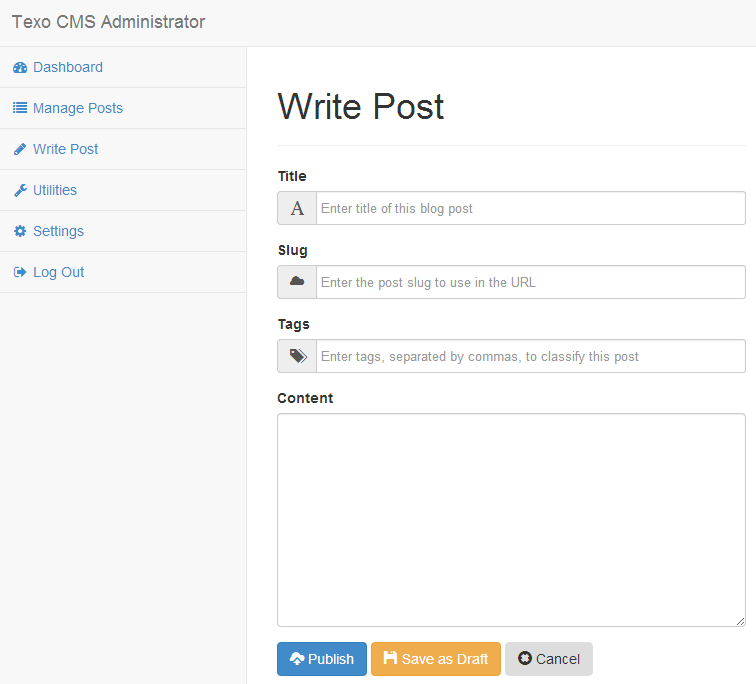 Texo CMS Administrator
Dashboard
Manage Posts
Write Post
Utilities
Settings
Log Out
Write Post
Title
A Enter title of this blog post
Slug
Enter the post slug to use in the URL
Tags
Enter tags, separated by commas, to classify this post
Content
Publish Save as Draft Cancel